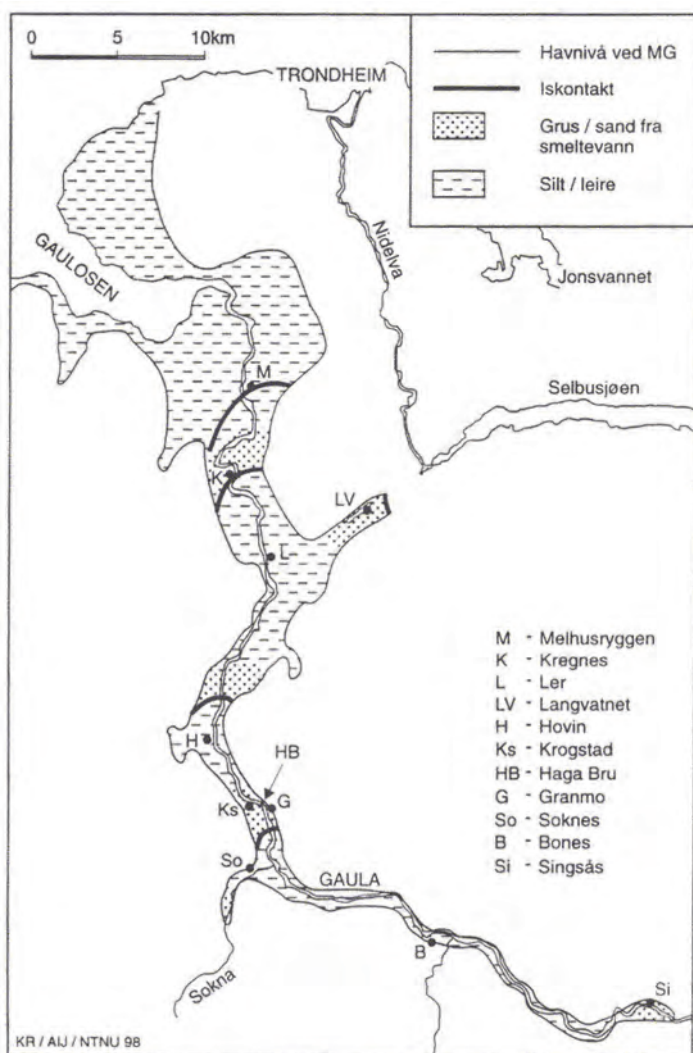 0 5 10km
TRONDHEIM
Havnivå ved MG
Iskontakt
Grus / sand fra
smeltevann
Silt / leire
GAULOSEN
Nidelva
Jonsvannet
M
Selbusjøen
K
LV
L
M - Melhusryggen
K - Kregnes
L - Ler
LV - Langvatnet
H - Hovin
Ks - Krogstad
HB - Haga Bru
G - Granmo
So - Soknes
B - Bones
Si - Singsås
H
HB
Ks
G
So
GAULA
B
Si
Sokna
KR / AIJ / NTNU 98